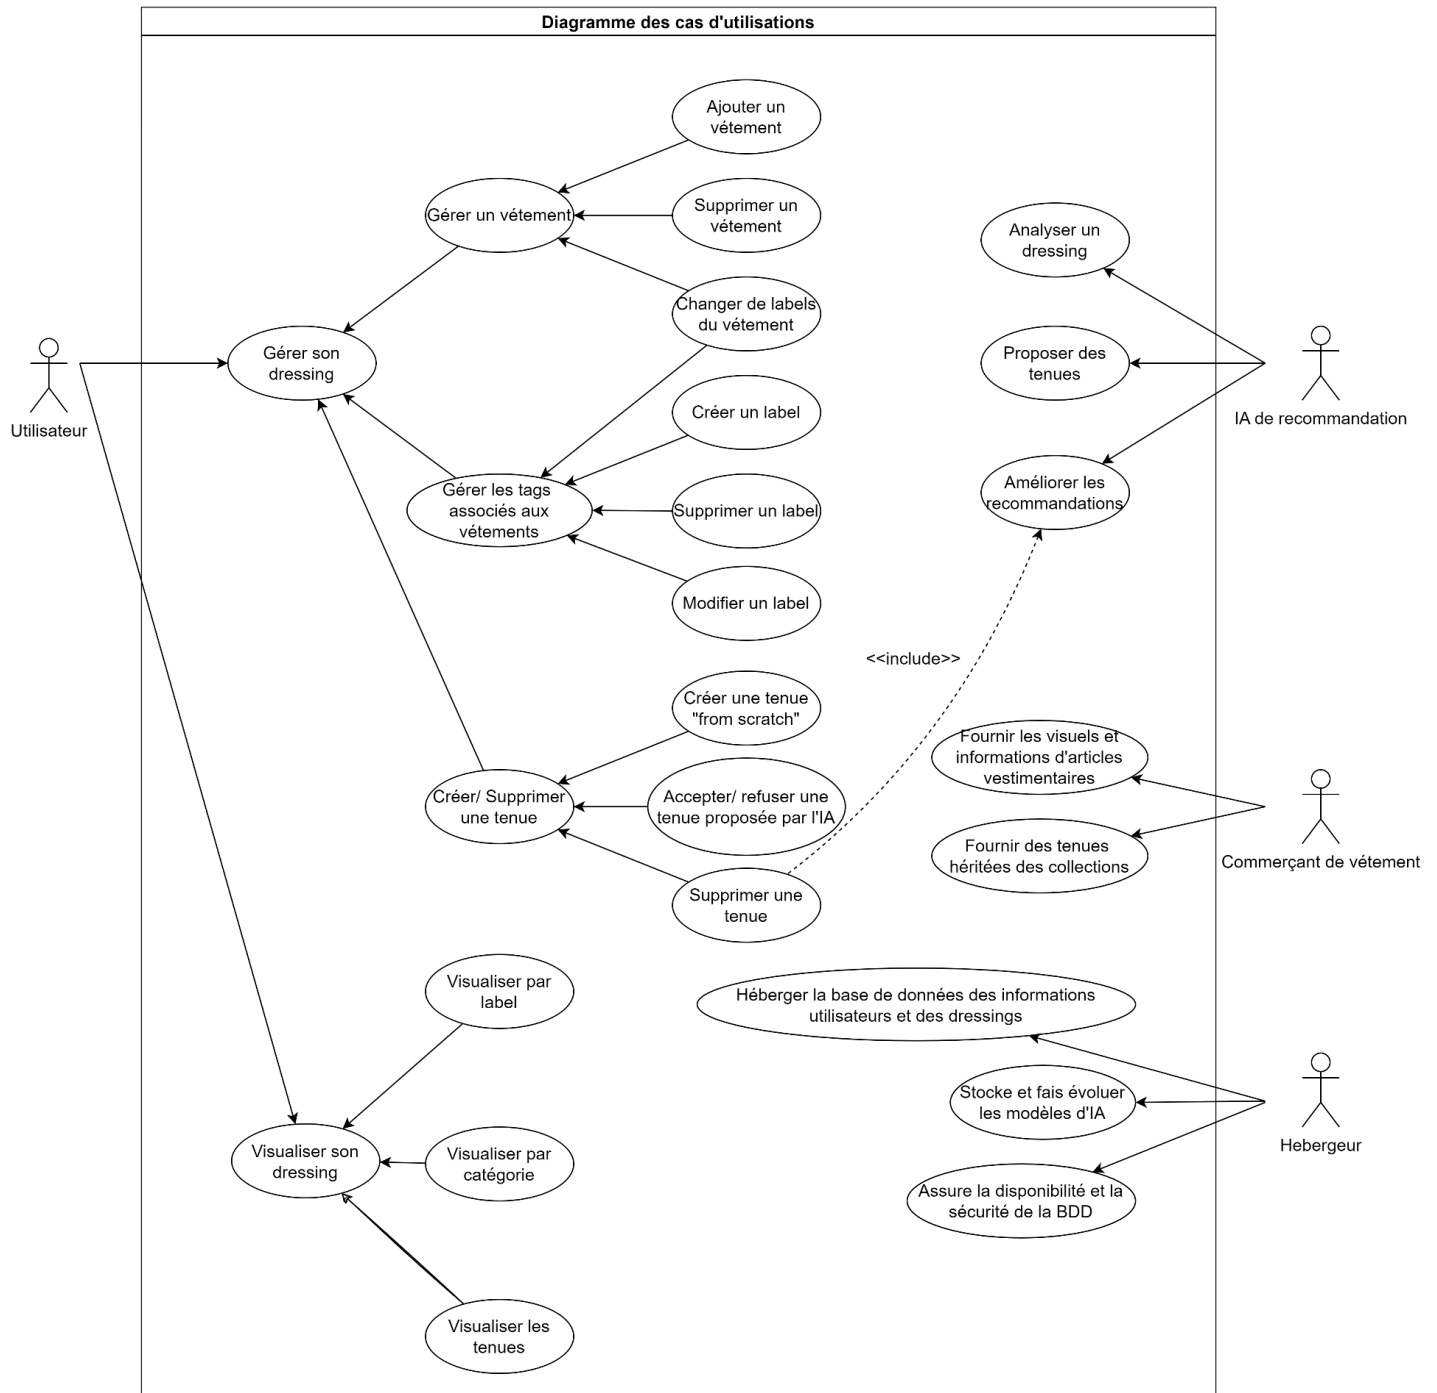 Diagramme des cas d'utilisations
Ajouter un
vétement
Gérer un vétement
Supprimer un
vétement
Changer de labels
du vétement
Gérer son
dressing
Utilisateur
Créer un label
Gérer les tags
associés aux
vétements
Supprimer un label
Modifier un label
Créer une tenue
"from scratch"
Créer/ Supprimer
une tenue
Accepter/ refuser une
tenue proposée par l'IA
Supprimer une
tenue
<<include>>
Visualiser par
label
Visualiser son
dressing
Visualiser par
catégorie
Visualiser les
tenues
Analyser un
dressing
Proposer des
tenues
Améliorer les
recommandations
IA de recommandation
Fournir les visuels et
informations d'articles
vestimentaires
Fournir des tenues
héritées des collections
Commerçant de vétement
Héberger la base de données des informations
utilisateurs et des dressings
Stocke et fais évoluer
les modèles d'IA
Assure la disponibilité et la
sécurité de la BDD
Hebergeur